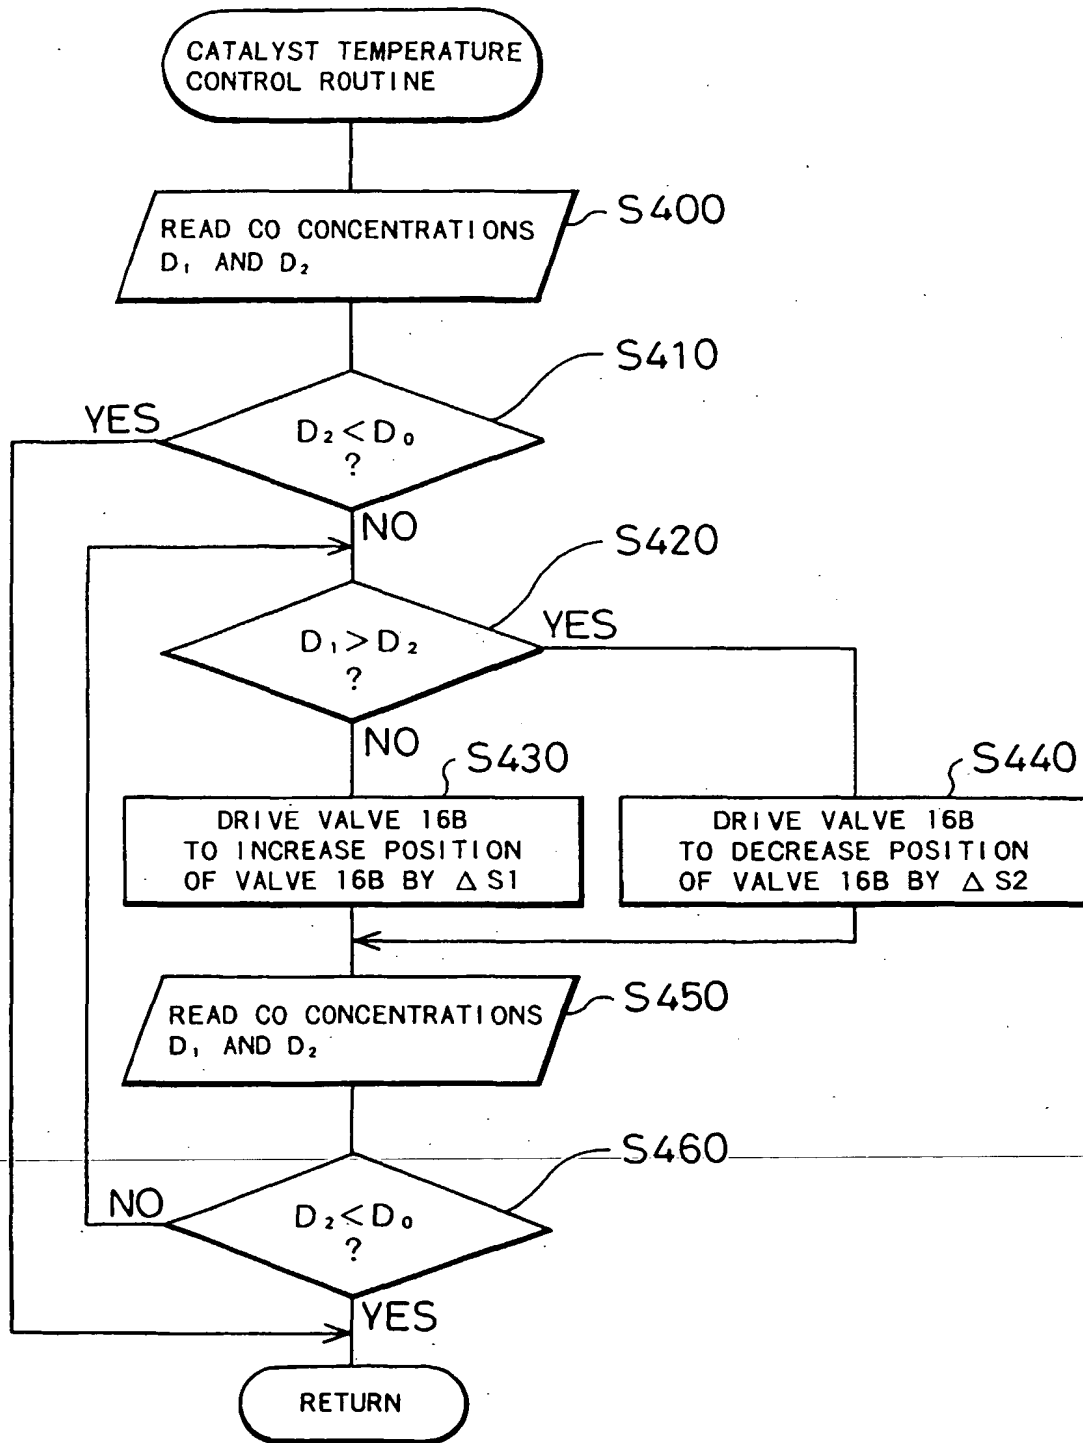 CATALYST TEMPERATURE
CONTROL ROUTINE
READ CO CONCENTRATIONS
D₁ AND D₂
S400
S410
YES
D₂<D₀
?
NO
S420
D₁>D₂
?
YES
NO
S430
DRIVE VALVE 16B
TO INCREASE POSITION
OF VALVE 16B BY △ S1
S440
DRIVE VALVE 16B
TO DECREASE POSITION
OF VALVE 16B BY △ S2
READ CO CONCENTRATIONS
D₁ AND D₂
S450
S460
NO
D₂<D₀
?
YES
RETURN